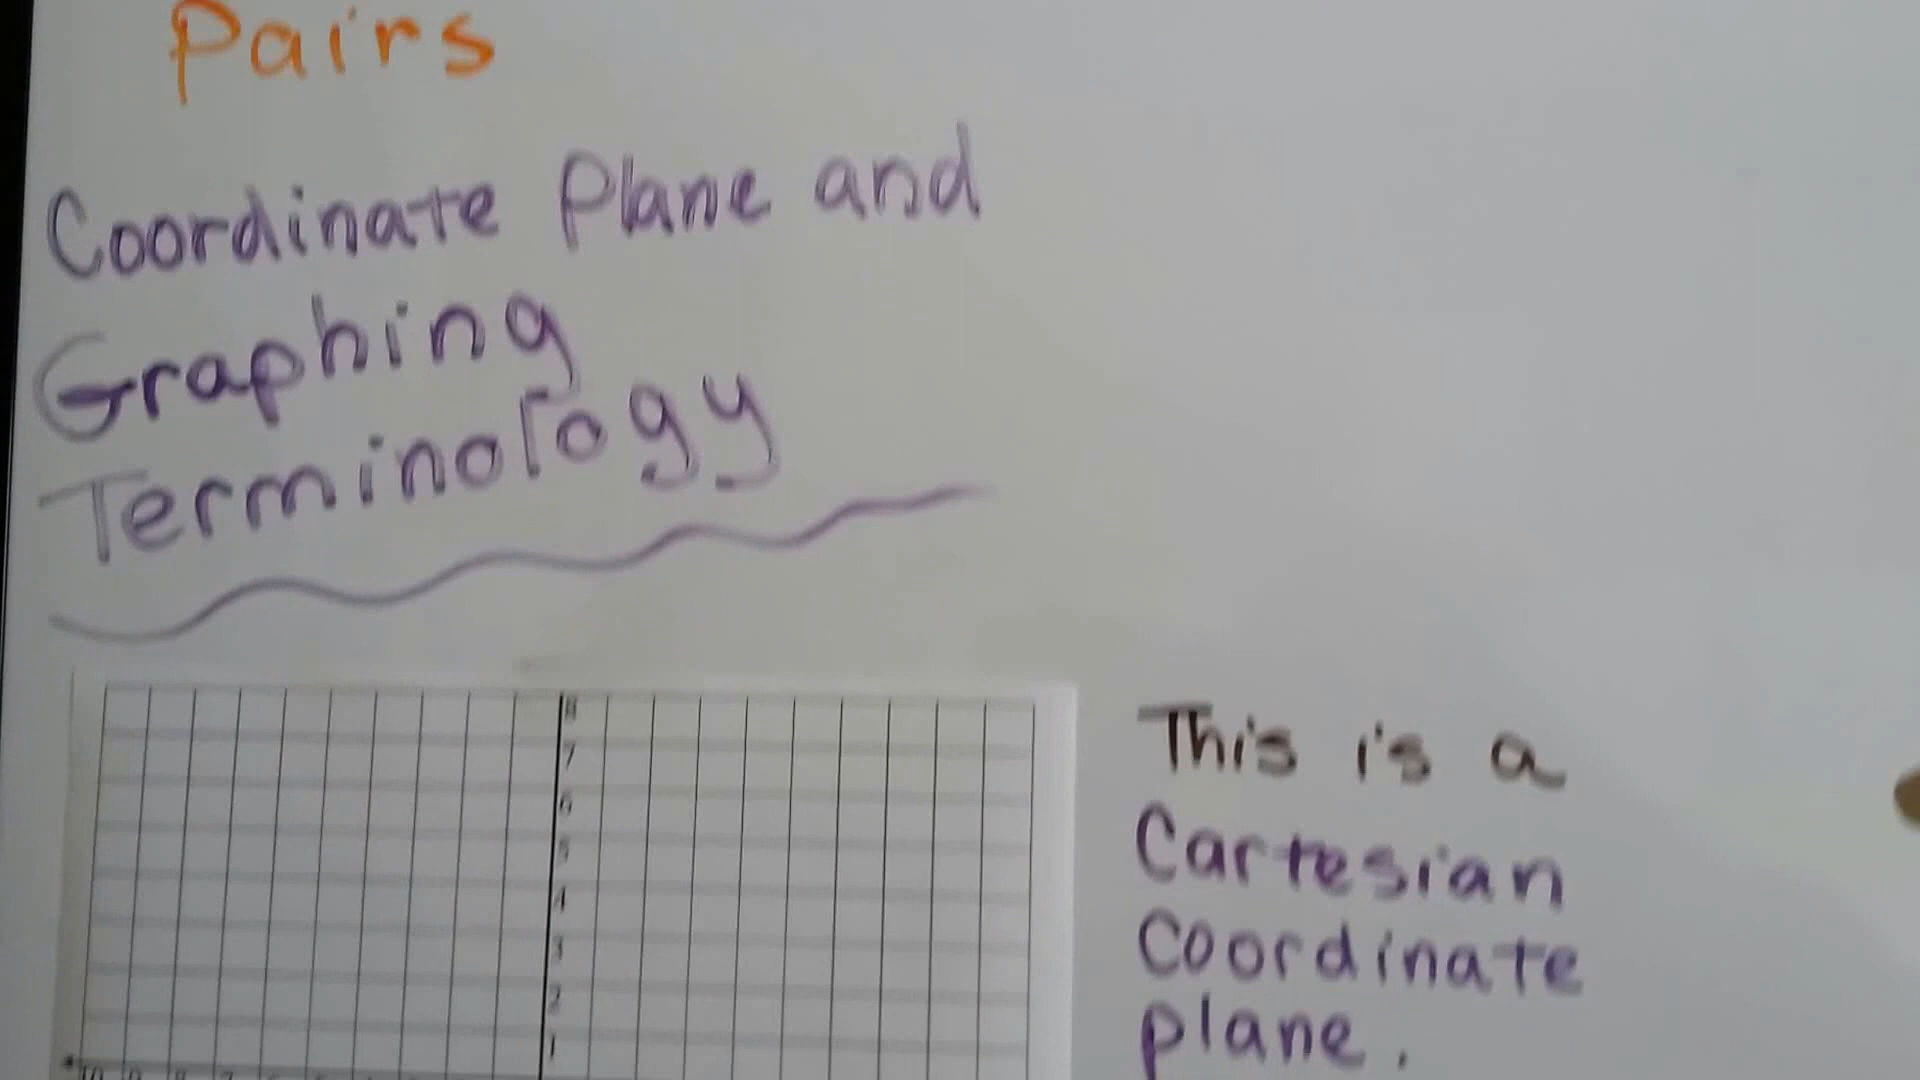 Pairs
Coordinate Plane and
Graphing
Terminology
8
7
6
5
4
3
2
1
This is a
Cartesian
Coordinate
plane.